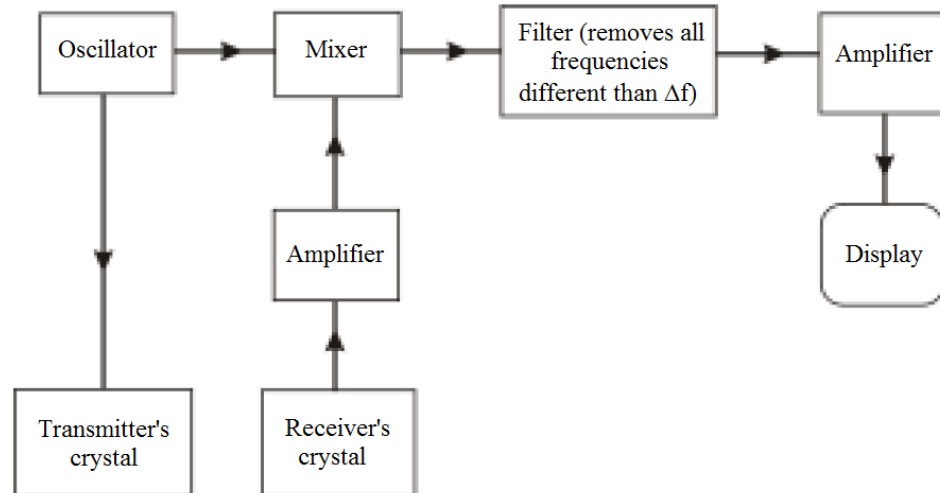 Oscillator
Mixer
Filter (removes all
frequencies
different than Δf)
Amplifier
Amplifier
Display
Transmitter's
crystal
Receiver's
crystal